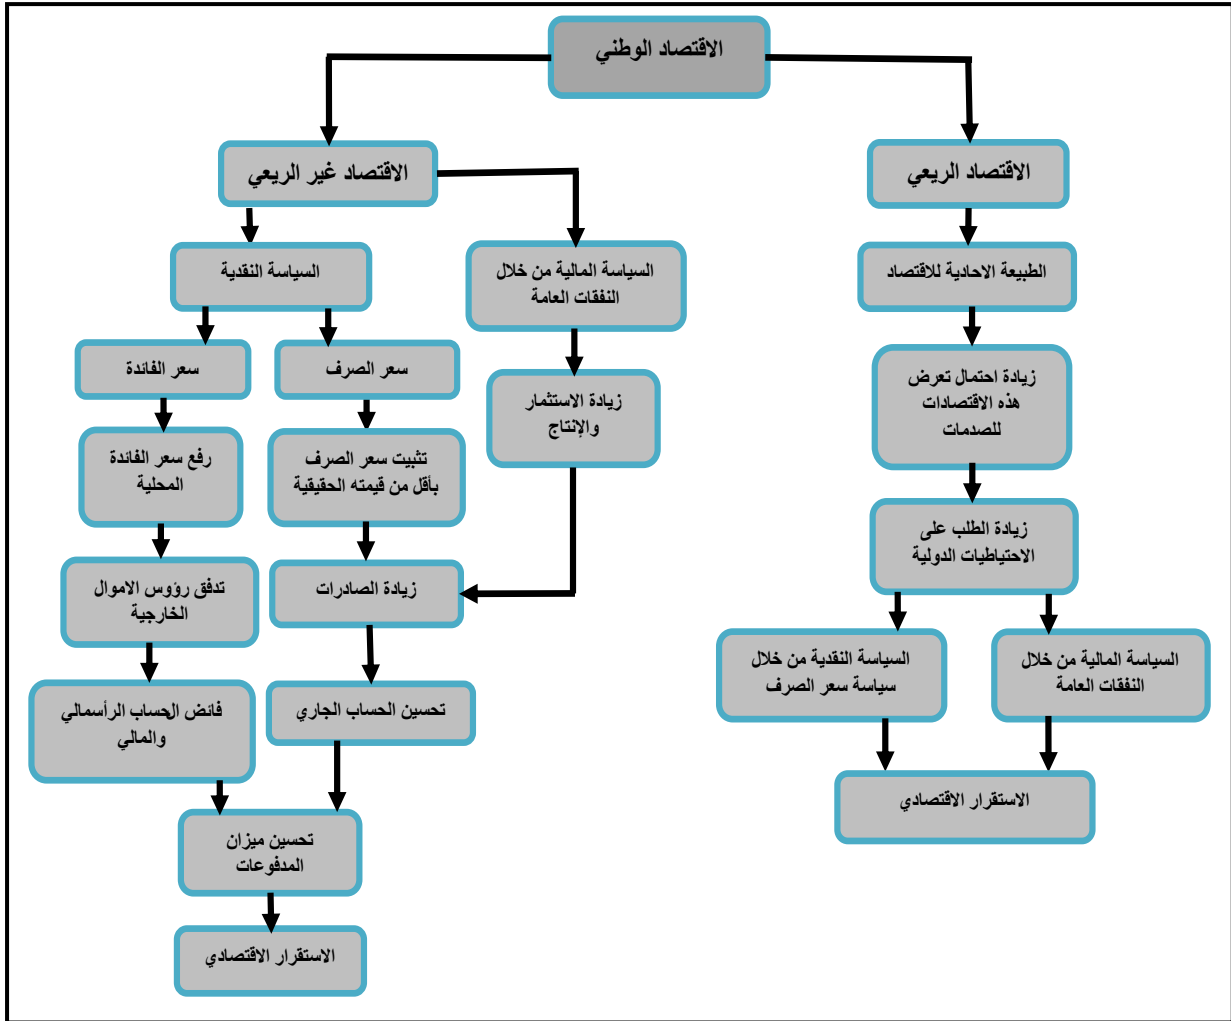 الاقتصاد الوطني
الاقتصاد الريعي
الاقتصاد غير الريعي
الطبيعة الاحادية للاقتصاد
السياسة المالية من خلال
النفقات العامة
السياسة النقدية
زيادة احتمال تعرض
هذه الاقتصادات
للصدمات
زيادة الاستثمار
والإنتاج
سعر الصرف
سعر الفائدة
زيادة الطلب على
الاحتياطيات الدولية
تثبيت سعر الصرف
بأقل من قيمته الحقيقية
رفع سعر الفائدة
المحلية
زيادة الصادرات
تدفق رؤوس الاموال
الخارجية
السياسة المالية من خلال
النفقات العامة
السياسة النقدية من خلال
سياسة سعر الصرف
تحسين الحساب الجاري
فائض الحساب الرأسمالي
والمالي
الاستقرار الاقتصادي
تحسين ميزان
المدفوعات
الاستقرار الاقتصادي